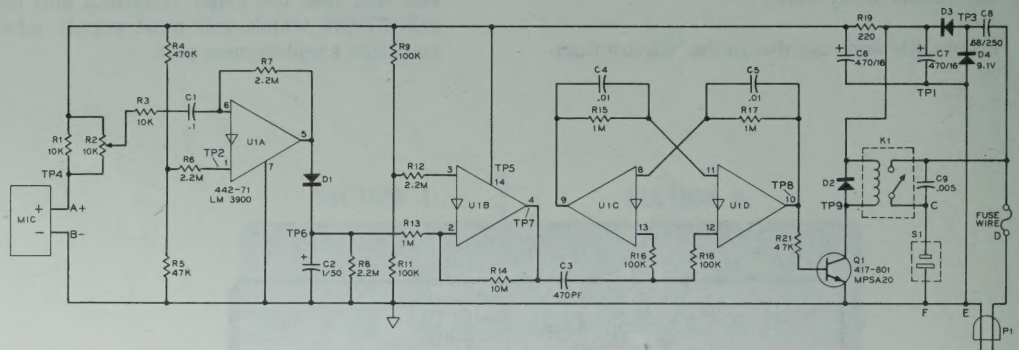 R4
470K
R9
100K
R7
2.2M
R3
10K
C1
.1
6
U1A
5
R1
10K
R2
10K
R6
2.2M
TP2
1
7
442-71
LM 3900
TP4
MIC
+
A+
-
B-
R5
47K
D1
TP6
+
C2
1/50
R8
2.2M
R12
2.2M
R13
1M
R11
100K
3
2
U1B
TP5
14
4
TP7
R14
10M
C3
470PF
C4
.01
R15
1M
C5
.01
R17
1M
9
U1C
8
13
R16
100K
11
12
U1D
TP8
10
R18
100K
R21
47K
Q1
417-801
MPSA20
D2
TP9
K1
R19
220
D3
TP3
C8
.68/250
+
C6
470/16
+
C7
470/16
D4
9.1V
TP1
C9
.005
C
S1
FUSE
WIRE
D
F
E
P1